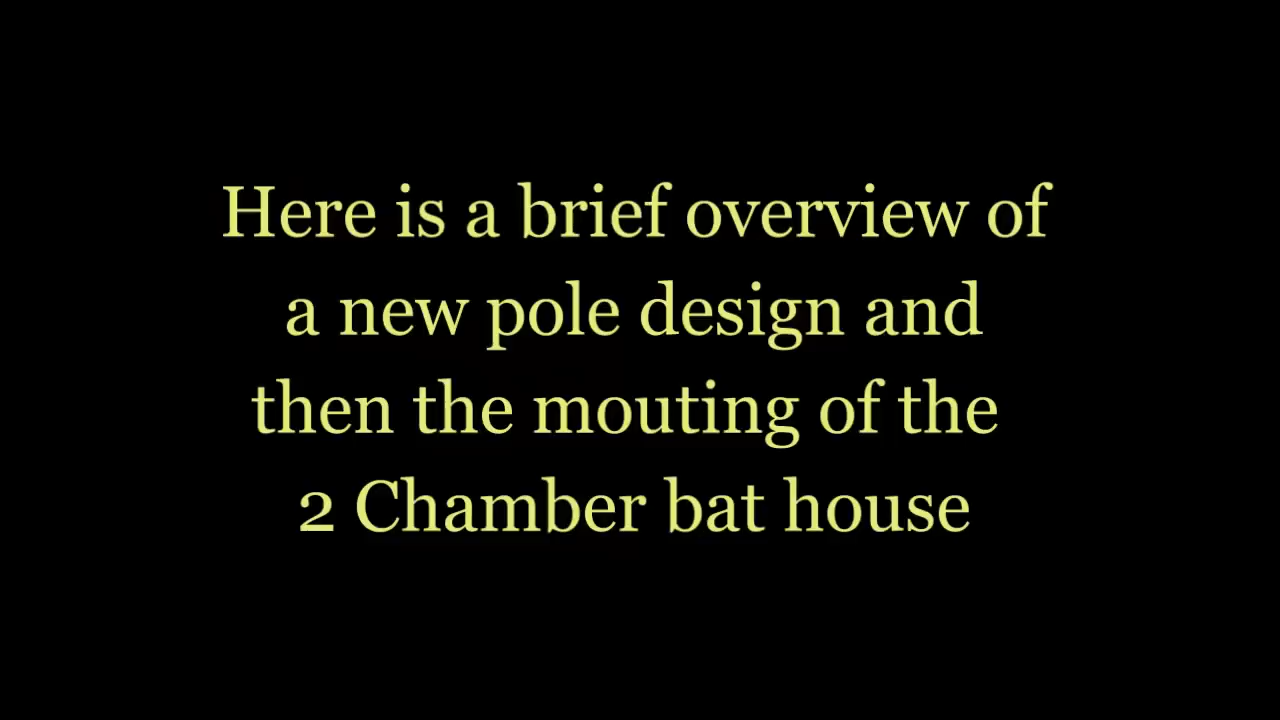 Here is a brief overview of
a new pole design and
then the mouting of the
2 Chamber bat house